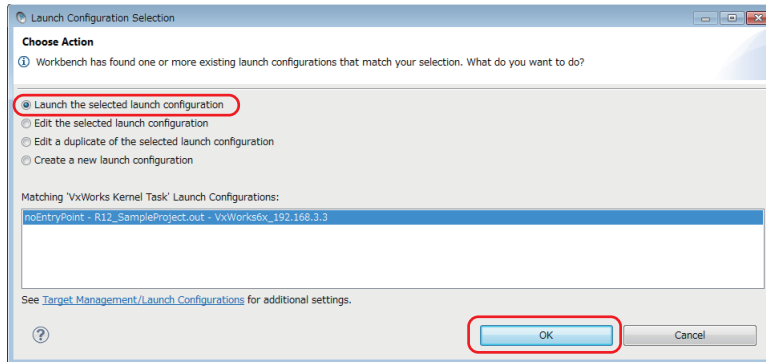 Launch Configuration Selection
Choose Action
Workbench has found one or more existing launch configurations that match your selection. What do you want to do?
Launch the selected launch configuration
Edit the selected launch configuration
Edit a duplicate of the selected launch configuration
Create a new launch configuration
Matching 'VxWorks Kernel Task' Launch Configurations:
noEntryPoint - R12_SampleProject.out - VxWorks6x_192.168.3.3
See Target Management/Launch Configurations for additional settings.
OK Cancel